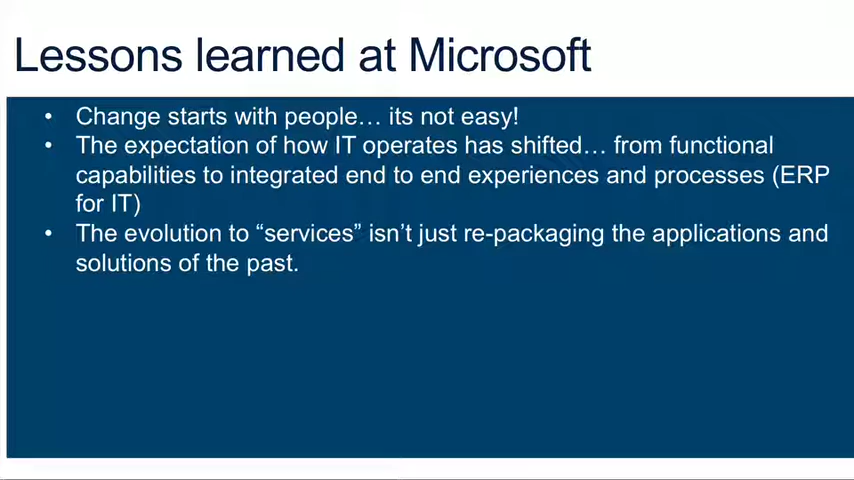 Lessons learned at Microsoft
• Change starts with people… its not easy!
• The expectation of how IT operates has shifted… from functional
capabilities to integrated end to end experiences and processes (ERP
for IT)
• The evolution to “services” isn’t just re-packaging the applications and
solutions of the past.